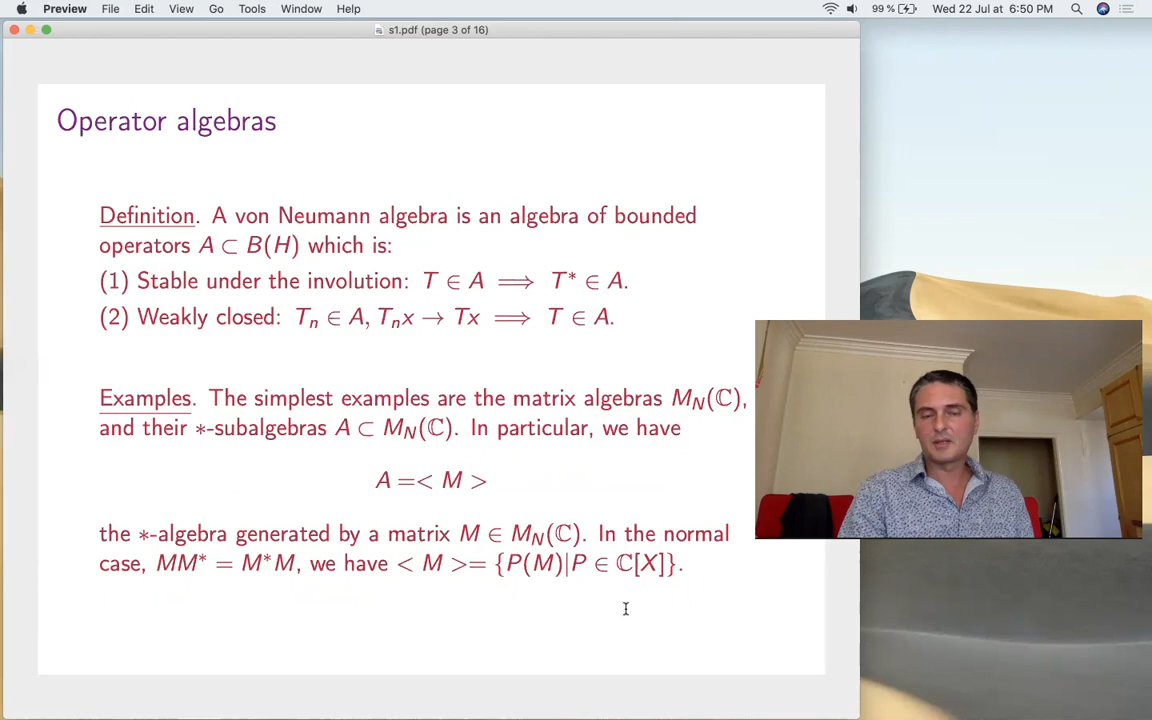 Preview File Edit View Go Tools Window Help 99% Wed 22 Jul at 6:50 PM
s1.pdf (page 3 of 16)
Operator algebras
Definition. A von Neumann algebra is an algebra of bounded
operators A ⊂ B(H) which is:
(1) Stable under the involution: T ∈ A ⟹ T* ∈ A.
(2) Weakly closed: Tₙ ∈ A, Tₙx → Tx ⟹ T ∈ A.
Examples. The simplest examples are the matrix algebras M_N(ℂ),
and their *-subalgebras A ⊂ M_N(ℂ). In particular, we have
A =< M >
the *-algebra generated by a matrix M ∈ M_N(ℂ). In the normal
case, MM* = M*M, we have < M >= {P(M)|P ∈ ℂ[X]}.